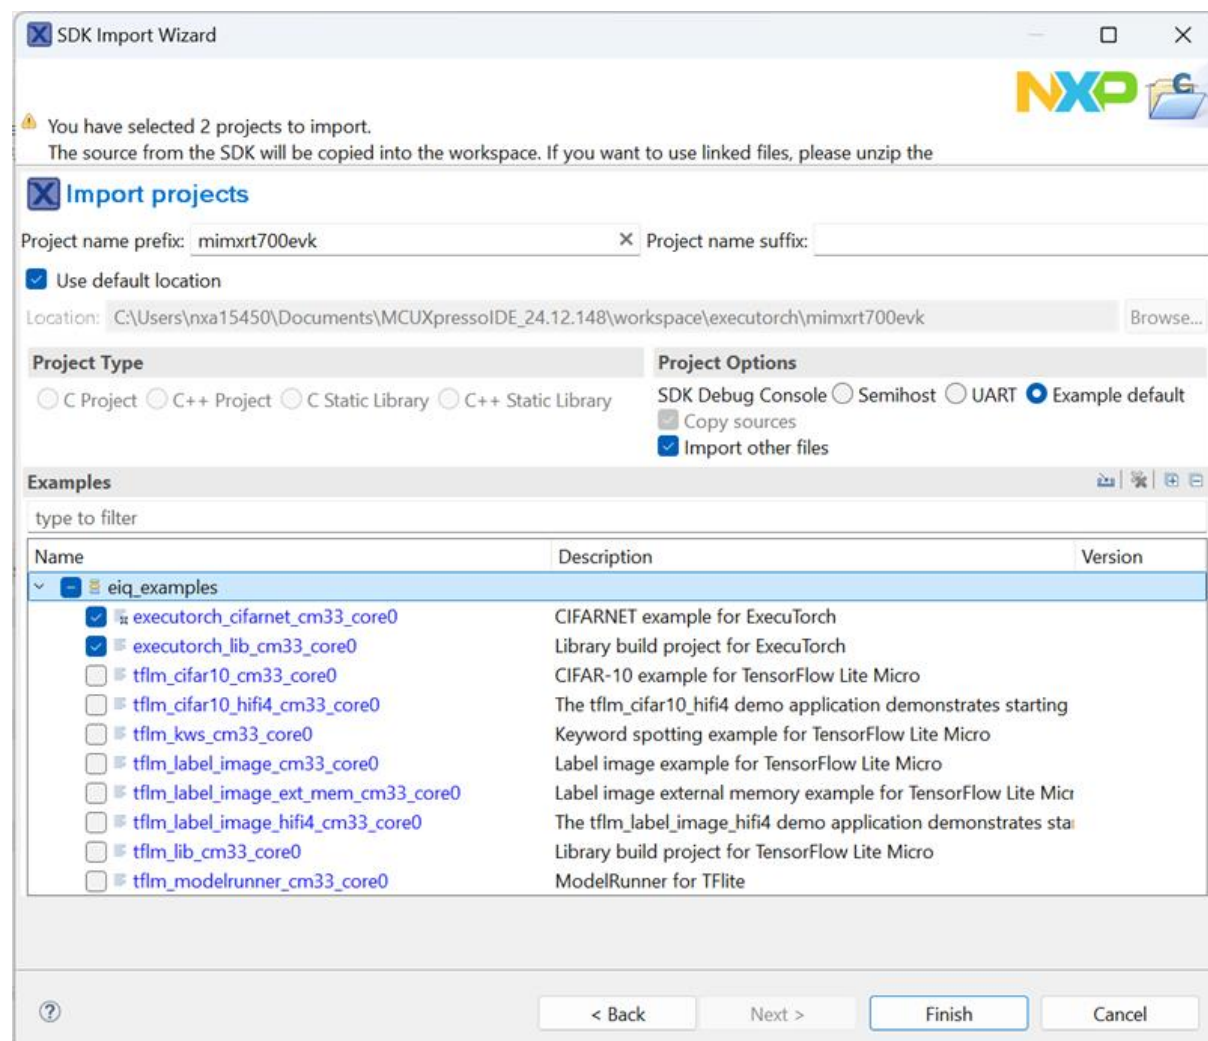 SDK Import Wizard
NXP
You have selected 2 projects to import.
The source from the SDK will be copied into the workspace. If you want to use linked files, please unzip the
Import projects
Project name prefix: mimxrt700evk Project name suffix:
Use default location
Location: C:\Users\nxa15450\Documents\MCUXpressoIDE_24.12.148\workspace\executorch\mimxrt700evk Browse...
Project Type Project Options
C Project C++ Project C Static Library C++ Static Library SDK Debug Console Semihost UART Example default
Copy sources
Import other files
Examples
type to filter
Name Description Version
eiq_examples
executorch_cifarnet_cm33_core0 CIFARNET example for ExecuTorch
executorch_lib_cm33_core0 Library build project for ExecuTorch
tflm_cifar10_cm33_core0 CIFAR-10 example for TensorFlow Lite Micro
tflm_cifar10_hifi4_cm33_core0 The tflm_cifar10_hifi4 demo application demonstrates starting
tflm_kws_cm33_core0 Keyword spotting example for TensorFlow Lite Micro
tflm_label_image_cm33_core0 Label image example for TensorFlow Lite Micro
tflm_label_image_ext_mem_cm33_core0 Label image external memory example for TensorFlow Lite Micr
tflm_label_image_hifi4_cm33_core0 The tflm_label_image_hifi4 demo application demonstrates sta
tflm_lib_cm33_core0 Library build project for TensorFlow Lite Micro
tflm_modelrunner_cm33_core0 ModelRunner for TFlite
< Back Next > Finish Cancel